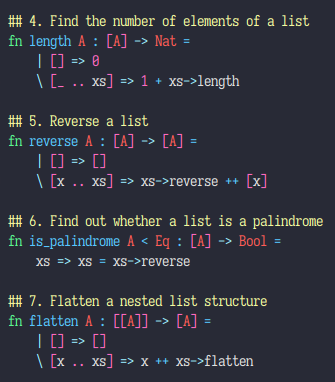 ## 4. Find the number of elements of a list
fn length A : [A] -> Nat =
| [] => 0
\ [_ .. xs] => 1 + xs->length
## 5. Reverse a list
fn reverse A : [A] -> [A] =
| [] => []
\ [x .. xs] => xs->reverse ++ [x]
## 6. Find out whether a list is a palindrome
fn is_palindrome A < Eq : [A] -> Bool =
xs => xs = xs->reverse
## 7. Flatten a nested list structure
fn flatten A : [[A]] -> [A] =
| [] => []
\ [x .. xs] => x ++ xs->flatten